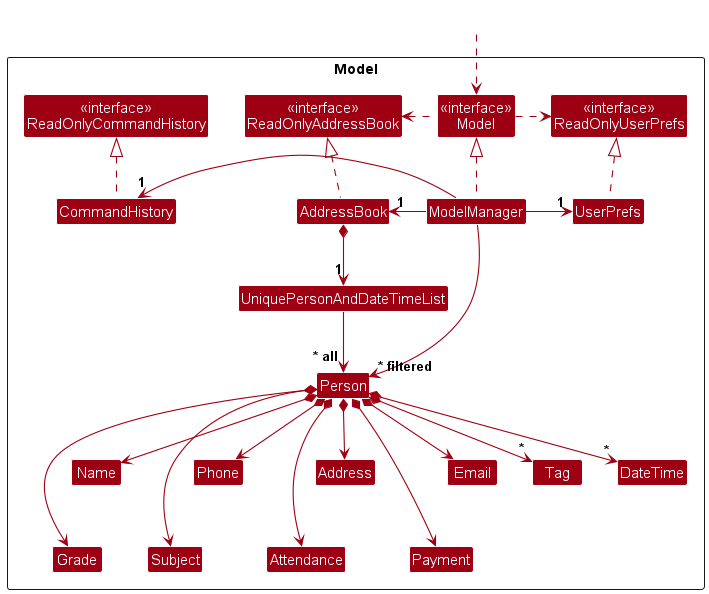 Model
«interface»
ReadOnlyCommandHistory
«interface»
ReadOnlyAddressBook
«interface»
Model
«interface»
ReadOnlyUserPrefs
1
1
1
CommandHistory
AddressBook
ModelManager
UserPrefs
1
UniquePersonAndDateTimeList
* all
* filtered
Person
*
*
Name
Phone
Address
Email
Tag
DateTime
Grade
Subject
Attendance
Payment